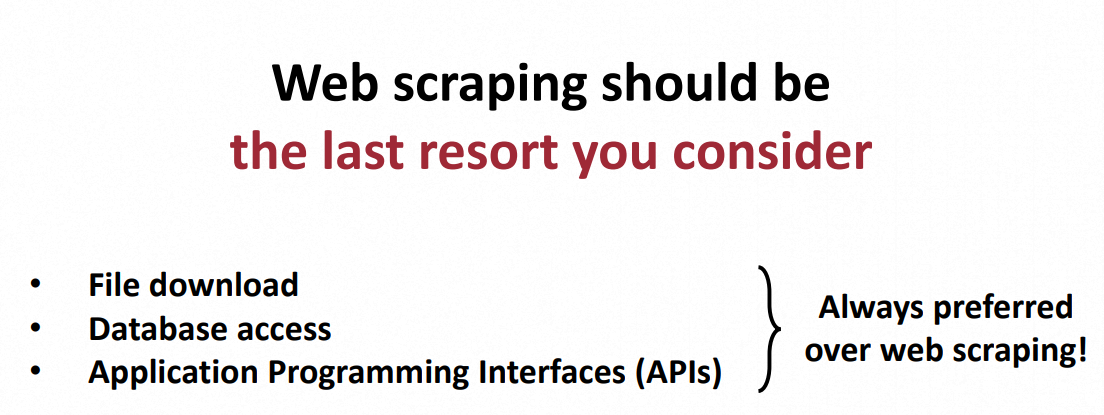 Web scraping should be
the last resort you consider
• File download
• Database access
• Application Programming Interfaces (APIs)
Always preferred
over web scraping!